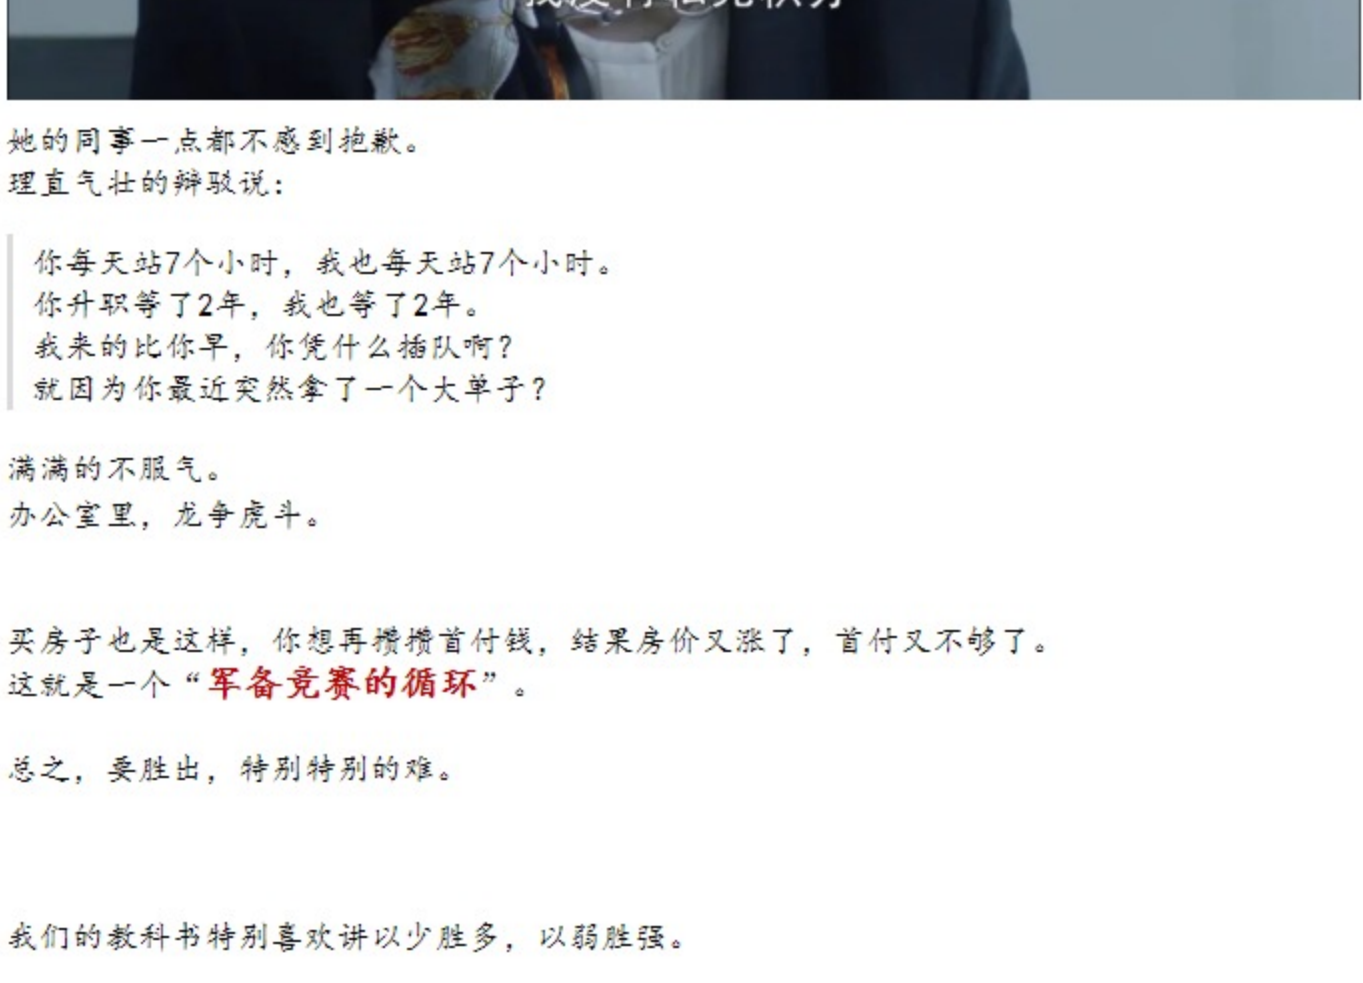 她的同事一点都不感到抱歉。
理直气壮的辩驳说：
你每天站7个小时，我也每天站7个小时。
你升职等了2年，我也等了2年。
我来的比你早，你凭什么插队啊？
就因为你最近突然拿了一个大单子？
满满的不服气。
办公室里，龙争虎斗。
买房子也是这样，你想再攒攒首付钱，结果房价又涨了，首付又不够了。
这就是一个“军备竞赛的循环”。
总之，要胜出，特别特别的难。
我们的教科书特别喜欢讲以少胜多，以弱胜强。